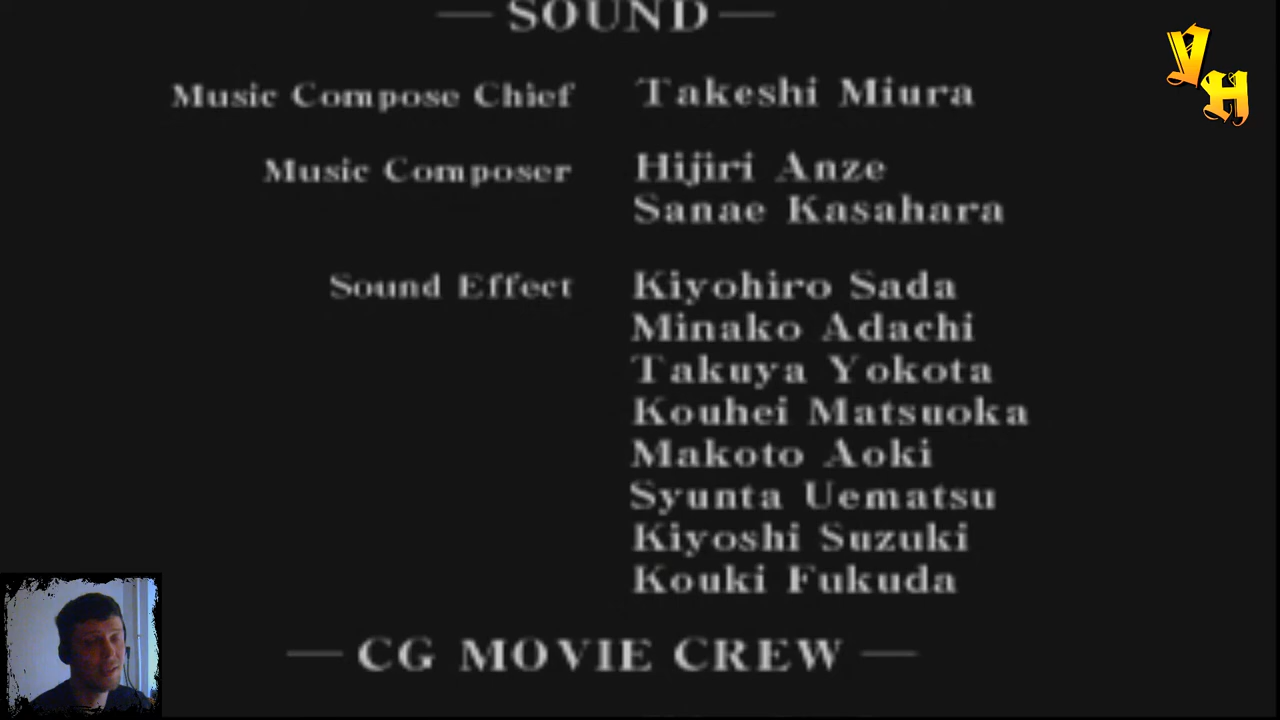 — SOUND —
Music Compose Chief Takeshi Miura
Music Composer Hijiri Anze
Sanae Kasahara
Sound Effect Kiyohiro Sada
Minako Adachi
Takuya Yokota
Kouhei Matsuoka
Makoto Aoki
Syunta Uematsu
Kiyoshi Suzuki
Kouki Fukuda
— CG MOVIE CREW —
VH